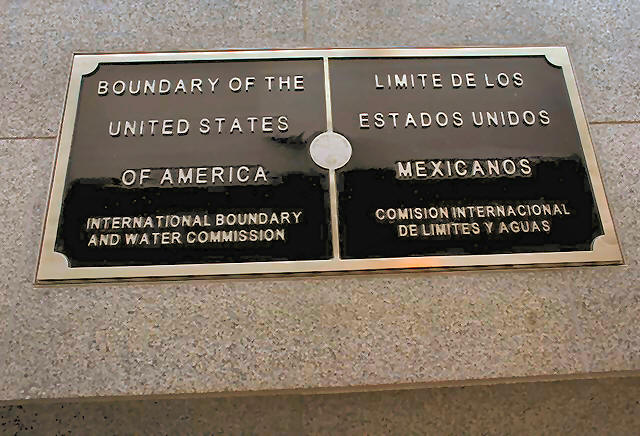 BOUNDARY OF THE
UNITED STATES
OF AMERICA
INTERNATIONAL BOUNDARY
AND WATER COMMISSION
LIMITE DE LOS
ESTADOS UNIDOS
MEXICANOS
COMISION INTERNACIONAL
DE LIMITES Y AGUAS